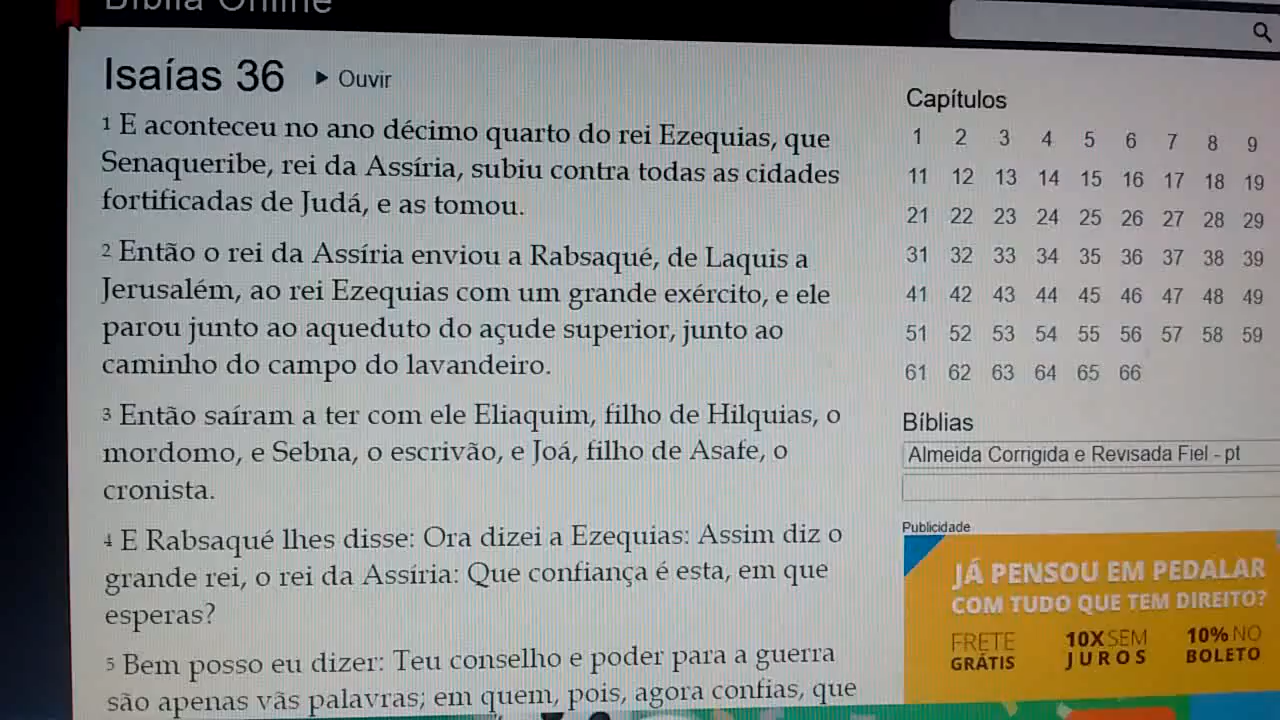 Bíblia Online
Isaías 36
Ouvir
1 E aconteceu no ano décimo quarto do rei Ezequias, que
Senaqueribe, rei da Assíria, subiu contra todas as cidades
fortificadas de Judá, e as tomou.
2 Então o rei da Assíria enviou a Rabsaqué, de Laquis a
Jerusalém, ao rei Ezequias com um grande exército, e ele
parou junto ao aqueduto do açude superior, junto ao
caminho do campo do lavandeiro.
3 Então saíram a ter com ele Eliaquim, filho de Hilquias, o
mordomo, e Sebna, o escrivão, e Joá, filho de Asafe, o
cronista.
4 E Rabsaqué lhes disse: Ora dizei a Ezequias: Assim diz o
grande rei, o rei da Assíria: Que confiança é esta, em que
esperas?
5 Bem posso eu dizer: Teu conselho e poder para a guerra
são apenas vãs palavras; em quem, pois, agora confias, que
Capítulos
1 2 3 4 5 6 7 8 9
11 12 13 14 15 16 17 18 19
21 22 23 24 25 26 27 28 29
31 32 33 34 35 36 37 38 39
41 42 43 44 45 46 47 48 49
51 52 53 54 55 56 57 58 59
61 62 63 64 65 66
Bíblias
Almeida Corrigida e Revisada Fiel - pt
Publicidade
JÁ PENSOU EM PEDALAR
COM TUDO QUE TEM DIREITO?
FRETE GRÁTIS
10X SEM JUROS
10% NO BOLETO